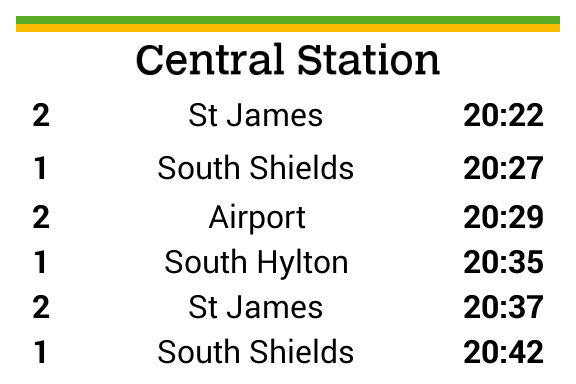 Central Station
2 St James 20:22
1 South Shields 20:27
2 Airport 20:29
1 South Hylton 20:35
2 St James 20:37
1 South Shields 20:42